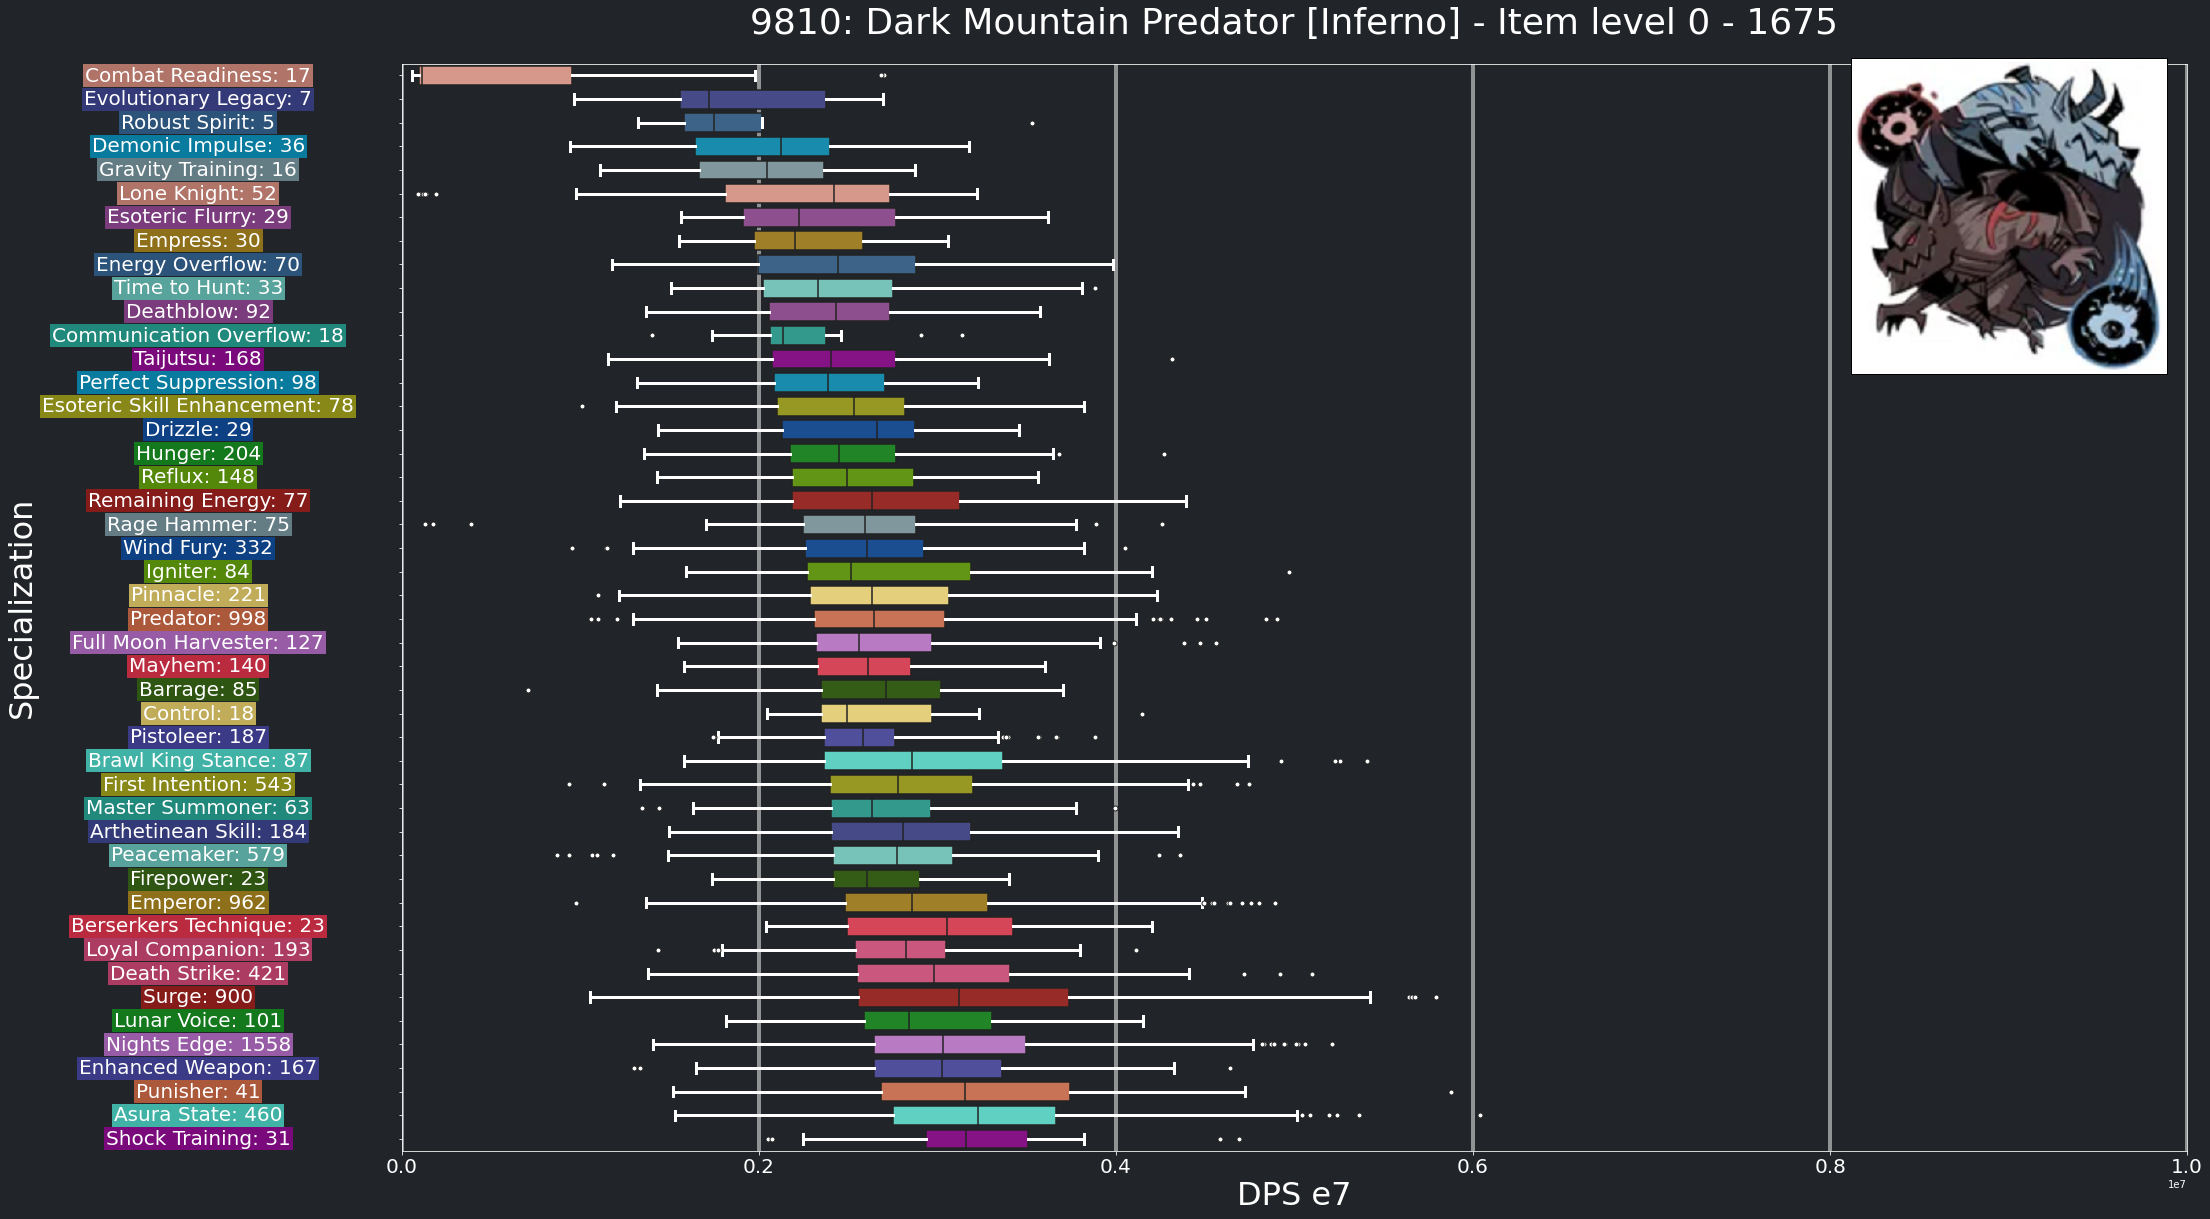 9810: Dark Mountain Predator [Inferno] - Item level 0 - 1675
Combat Readiness: 17
Evolutionary Legacy: 7
Robust Spirit: 5
Demonic Impulse: 36
Gravity Training: 16
Lone Knight: 52
Esoteric Flurry: 29
Empress: 30
Energy Overflow: 70
Time to Hunt: 33
Deathblow: 92
Communication Overflow: 18
Taijutsu: 168
Perfect Suppression: 98
Esoteric Skill Enhancement: 78
Drizzle: 29
Hunger: 204
Reflux: 148
Remaining Energy: 77
Rage Hammer: 75
Wind Fury: 332
Igniter: 84
Pinnacle: 221
Predator: 998
Full Moon Harvester: 127
Mayhem: 140
Barrage: 85
Control: 18
Pistoleer: 187
Brawl King Stance: 87
First Intention: 543
Master Summoner: 63
Arthetinean Skill: 184
Peacemaker: 579
Firepower: 23
Emperor: 962
Berserkers Technique: 23
Loyal Companion: 193
Death Strike: 421
Surge: 900
Lunar Voice: 101
Nights Edge: 1558
Enhanced Weapon: 167
Punisher: 41
Asura State: 460
Shock Training: 31
Specialization
0.0 0.2 0.4 0.6 0.8 1.0
1e7
DPS e7